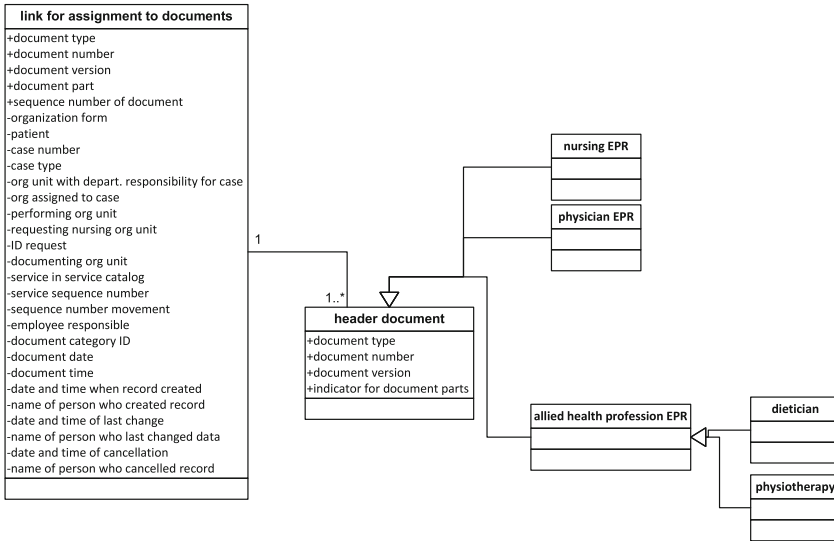 link for assignment to documents
+document type
+document number
+document version
+document part
+sequence number of document
-organization form
-patient
-case number
-case type
-org unit with depart. responsibility for case
-org assigned to case
-performing org unit
-requesting nursing org unit
-ID request
-documenting org unit
-service in service catalog
-service sequence number
-sequence number movement
-employee responsible
-document category ID
-document date
-document time
-date and time when record created
-name of person who created record
-date and time of last change
-name of person who last changed data
-date and time of cancellation
-name of person who cancelled record
1
1..*
header document
+document type
+document number
+document version
+indicator for document parts
nursing EPR
physician EPR
allied health profession EPR
dietician
physiotherapy